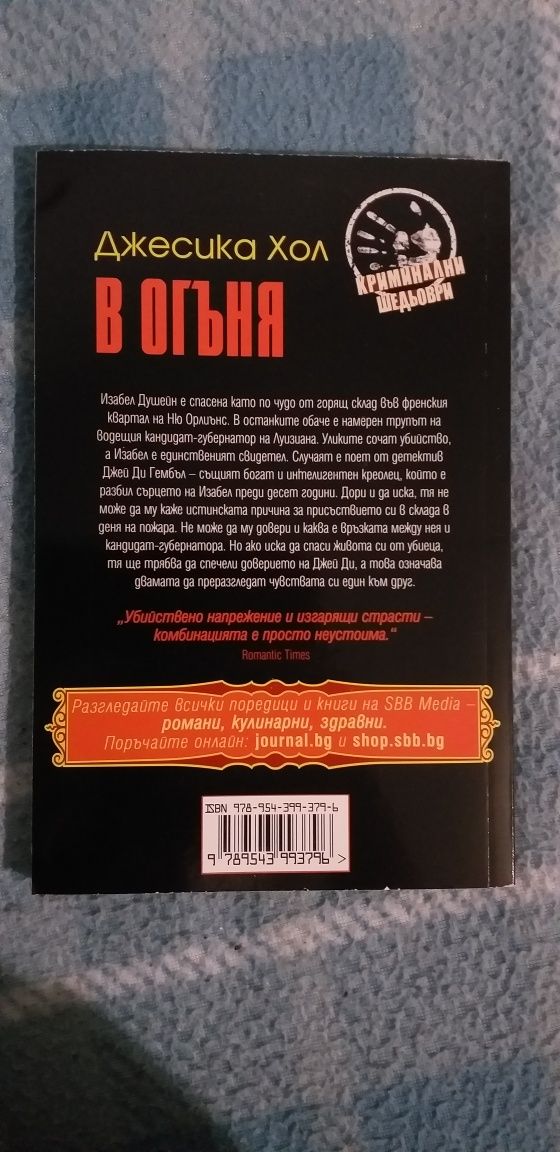 Джесика Хол
В ОГЪНЯ
КРИМИНАЛНИ
ШЕДЬОВРИ
Изабел Душейн е спасена като по чудо от горящ склад във френския
квартал на Ню Орлиънс. В останките обаче е намерен трупът на
водещия кандидат-губернатор на Луизиана. Уликите сочат убийство,
а Изабел е единственият свидетел. Случаят е поет от детектив
Джей Ди Гембъл – същият богат и интелигентен креолец, който е
разбил сърцето на Изабел преди десет години. Дори и да иска, тя не
може да му каже истинската причина за присъствието си в склада в
деня на пожара. Не може да му довери и каква е връзката между нея и
кандидат-губернатора. Но ако иска да спаси живота си от убиеца,
тя ще трябва да спечели доверието на Джей Ди, а това означава
двамата да преразгледат чувствата си един към друг.
„Убийствено напрежение и изгарящи страсти –
комбинацията е просто неустоима.“
Romantic Times
Разгледайте всички поредици и книги на SBB Media –
романи, кулинарни, здравни.
Поръчайте онлайн: journal.bg и shop.sbb.bg
ISBN 978-954-399-379-6
9 789543 993796 >